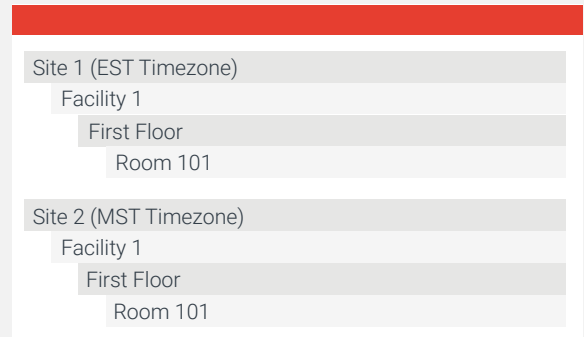 Site 1 (EST Timezone)
Facility 1
First Floor
Room 101
Site 2 (MST Timezone)
Facility 1
First Floor
Room 101